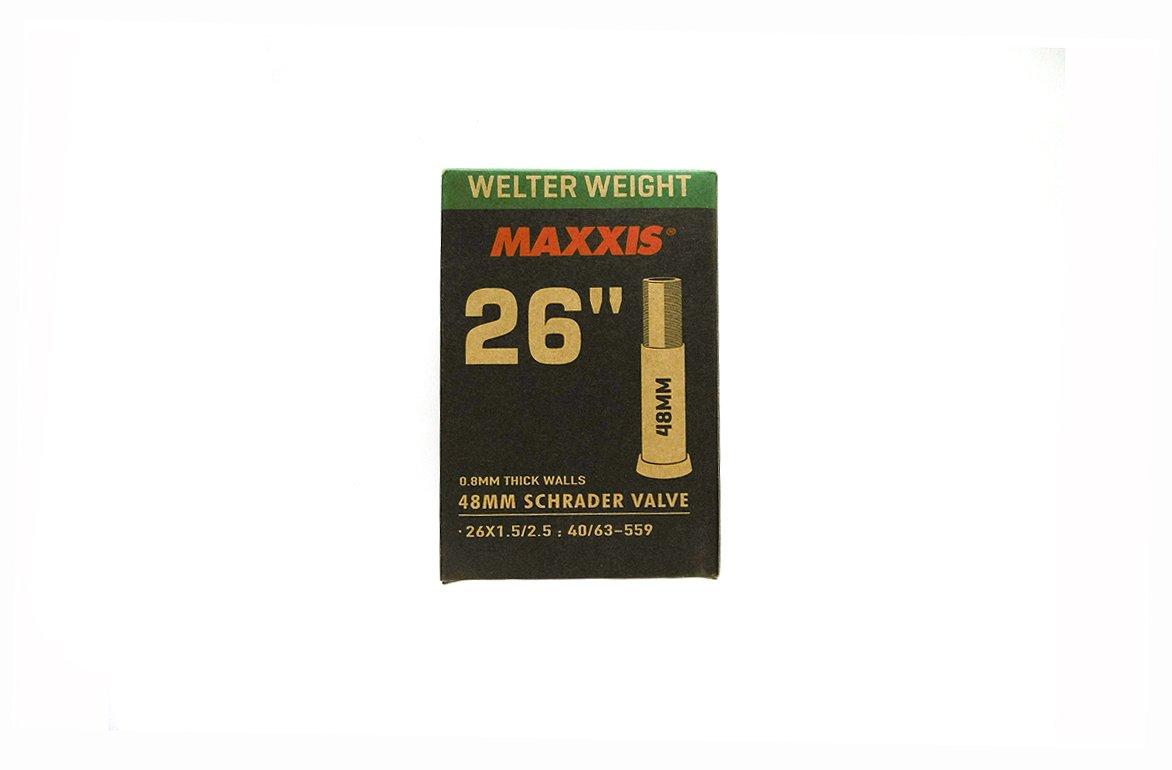 WELTER WEIGHT
MAXXIS®
26"
48MM
0.8MM THICK WALLS
48MM SCHRADER VALVE
·26X1.5/2.5 : 40/63-559